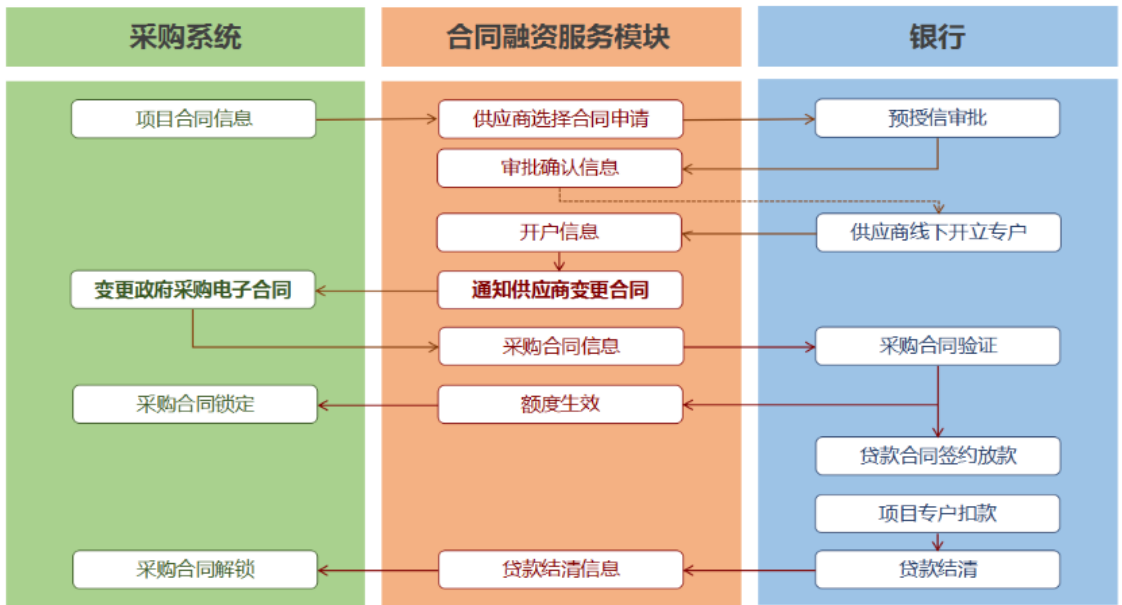 采购系统
合同融资服务模块
银行
项目合同信息
供应商选择合同申请
预授信审批
审批确认信息
开户信息
供应商线下开立专户
变更政府采购电子合同
通知供应商变更合同
采购合同信息
采购合同验证
采购合同锁定
额度生效
贷款合同签约放款
项目专户扣款
采购合同解锁
贷款结清信息
贷款结清